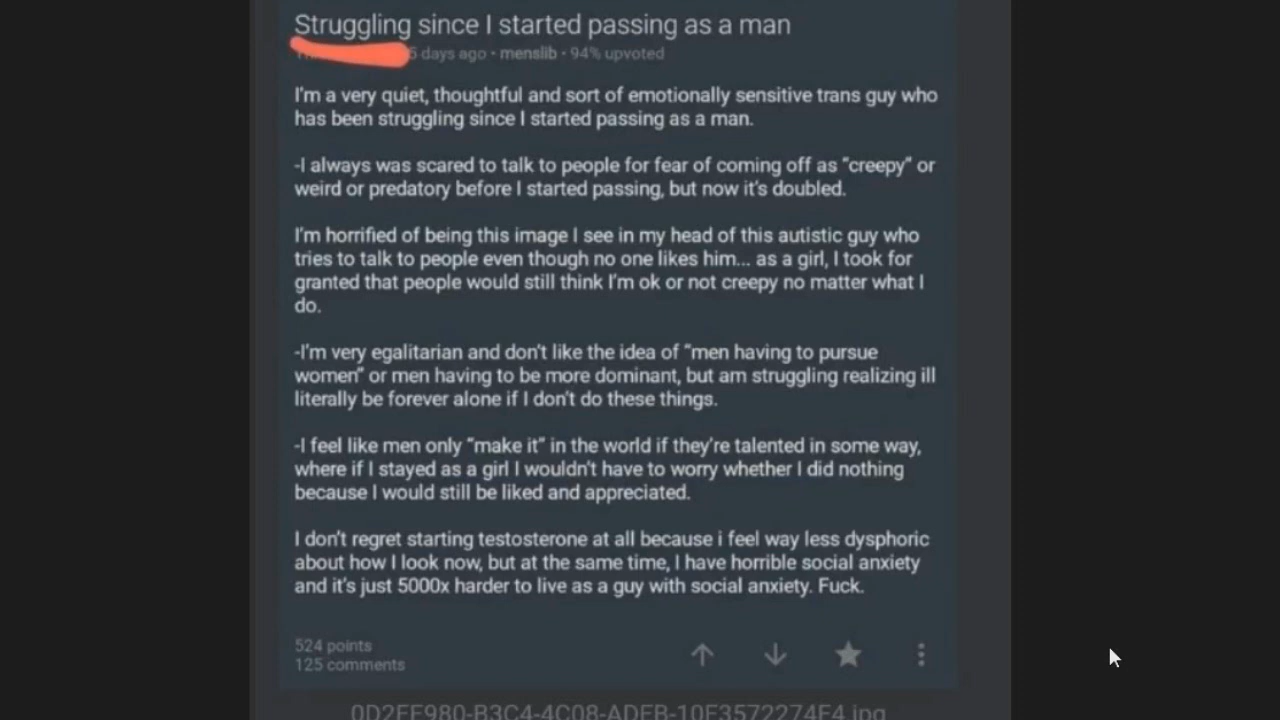 Struggling since I started passing as a man
5 days ago • menslib • 94% upvoted
I'm a very quiet, thoughtful and sort of emotionally sensitive trans guy who
has been struggling since I started passing as a man.
-I always was scared to talk to people for fear of coming off as "creepy" or
weird or predatory before I started passing, but now it's doubled.
I'm horrified of being this image I see in my head of this autistic guy who
tries to talk to people even though no one likes him... as a girl, I took for
granted that people would still think I'm ok or not creepy no matter what I
do.
-I'm very egalitarian and don't like the idea of "men having to pursue
women" or men having to be more dominant, but am struggling realizing ill
literally be forever alone if I don't do these things.
-I feel like men only "make it" in the world if they're talented in some way,
where if I stayed as a girl I wouldn't have to worry whether I did nothing
because I would still be liked and appreciated.
I don't regret starting testosterone at all because i feel way less dysphoric
about how I look now, but at the same time, I have horrible social anxiety
and it's just 5000x harder to live as a guy with social anxiety. Fuck.
524 points
125 comments
0D2FF980-B3C4-4C08-ADFB-10F3572274F4.jpg